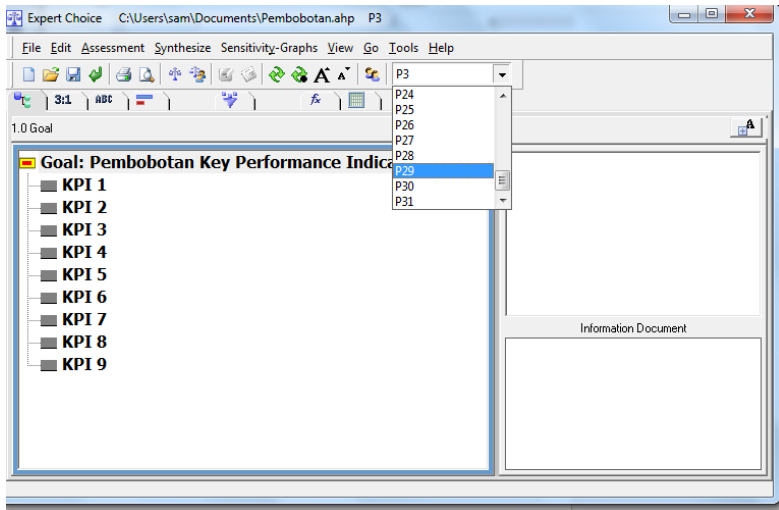 Expert Choice C:\Users\sam\Documents\Pembobotan.ahp P3
File Edit Assessment Synthesize Sensitivity-Graphs View Go Tools Help
A A P3
3:1 ABC fx
P24
P25
P26
P27
P28
P29
P30
P31
1.0 Goal
A
Goal: Pembobotan Key Performance Indica
KPI 1
KPI 2
KPI 3
KPI 4
KPI 5
KPI 6
KPI 7
KPI 8
KPI 9
Information Document